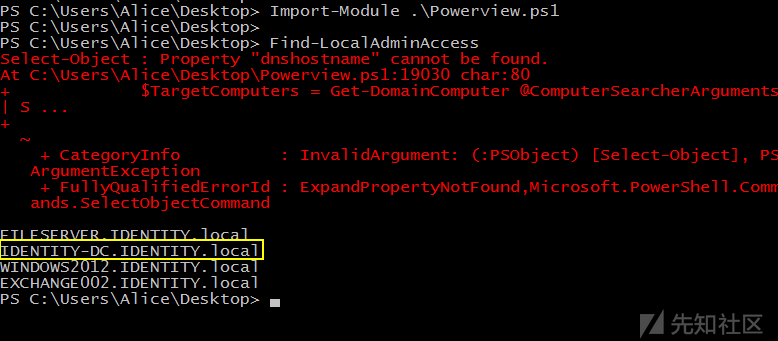 PS C:\Users\Alice\Desktop> Import-Module .\Powerview.ps1
PS C:\Users\Alice\Desktop>
PS C:\Users\Alice\Desktop> Find-LocalAdminAccess
Select-Object : Property "dnshostname" cannot be found.
At C:\Users\Alice\Desktop\Powerview.ps1:19030 char:80
+ $TargetComputers = Get-DomainComputer @ComputerSearcherArguments
| S ...
+
~
+ CategoryInfo : InvalidArgument: (:PSObject) [Select-Object], PS
ArgumentException
+ FullyQualifiedErrorId : ExpandPropertyNotFound,Microsoft.PowerShell.Comm
ands.SelectObjectCommand
FILESERVER.IDENTITY.local
IDENTITY-DC.IDENTITY.local
WINDOWS2012.IDENTITY.local
EXCHANGE002.IDENTITY.local
PS C:\Users\Alice\Desktop>
先知社区